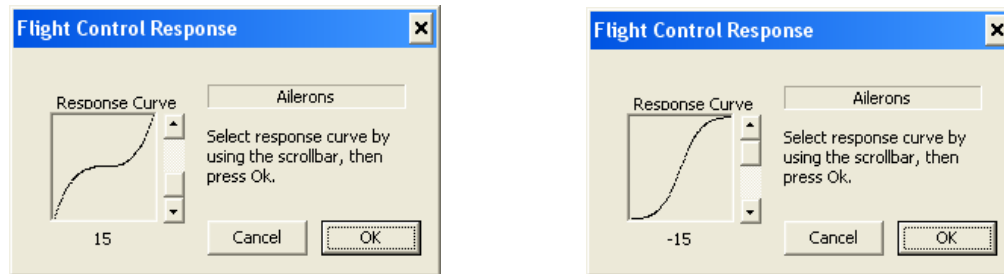 Flight Control Response
Response Curve
Ailerons
Select response curve by
using the scrollbar, then
press Ok.
15
Cancel
OK
Flight Control Response
Response Curve
Ailerons
Select response curve by
using the scrollbar, then
press Ok.
-15
Cancel
OK